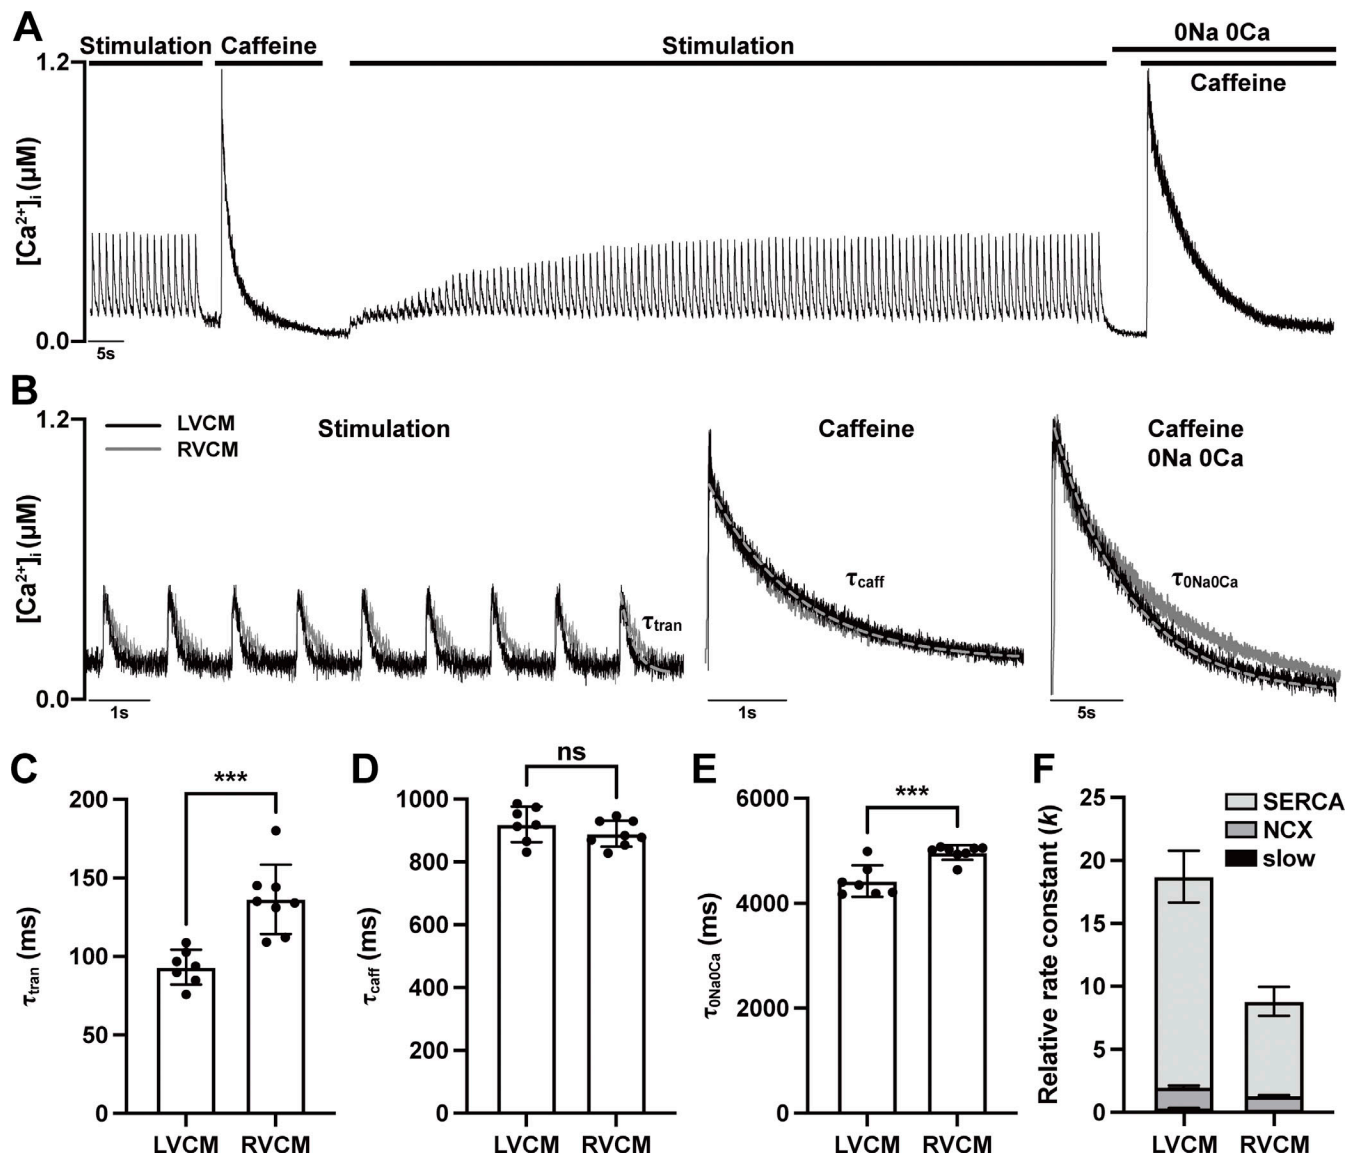 A
Stimulation Caffeine Stimulation 0Na 0Ca
Caffeine
1.2
[Ca²⁺]ᵢ (µM)
0.0
5s
B
1.2
LVCM
RVCM
Stimulation
Caffeine
Caffeine
0Na 0Ca
[Ca²⁺]ᵢ (µM)
τtran
τcaff
τ0Na0Ca
0.0
1s
1s
5s
C
***
200
150
100
50
0
τtran (ms)
LVCM RVCM
D
ns
1000
800
600
400
200
0
τcaff (ms)
LVCM RVCM
E
***
6000
4000
2000
0
τ0Na0Ca (ms)
LVCM RVCM
F
25
20
15
10
5
0
Relative rate constant (k)
SERCA
NCX
slow
LVCM RVCM